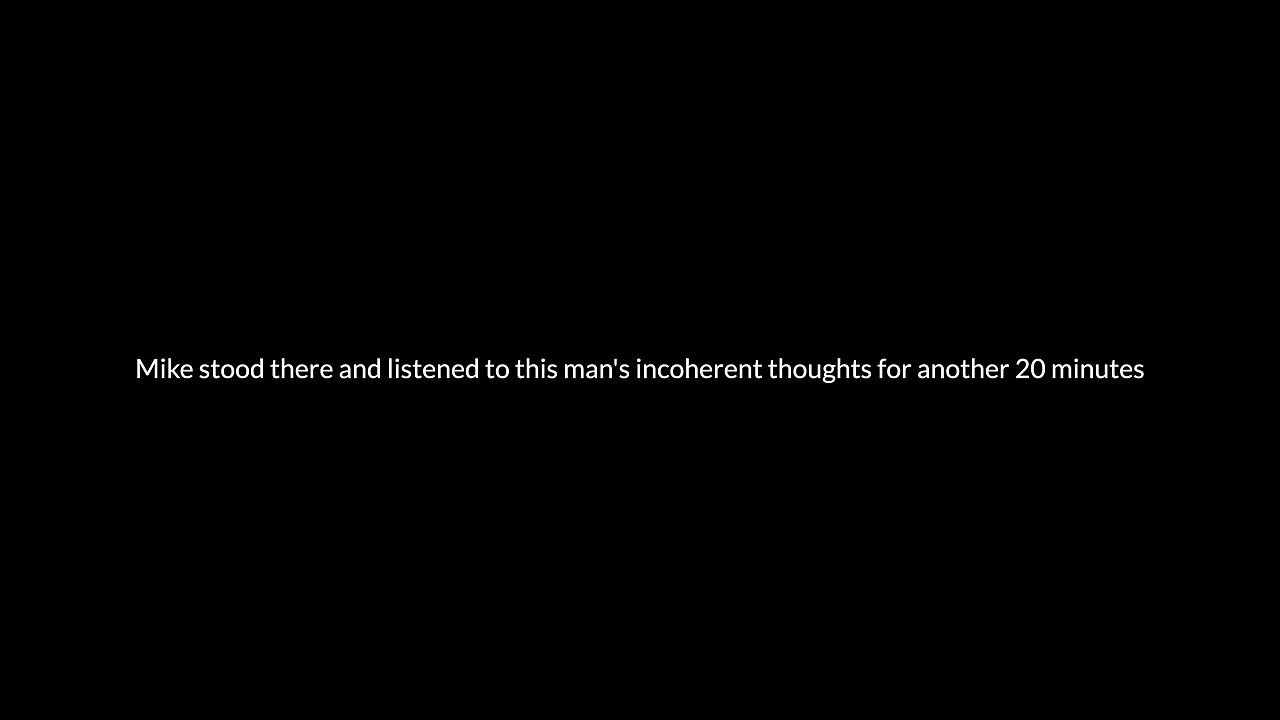 Mike stood there and listened to this man's incoherent thoughts for another 20 minutes